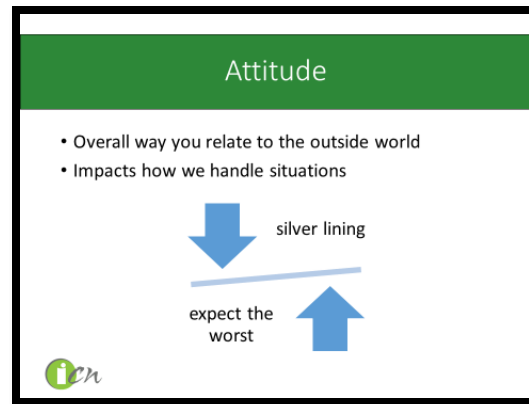 Attitude
• Overall way you relate to the outside world
• Impacts how we handle situations
silver lining
expect the
worst
icn